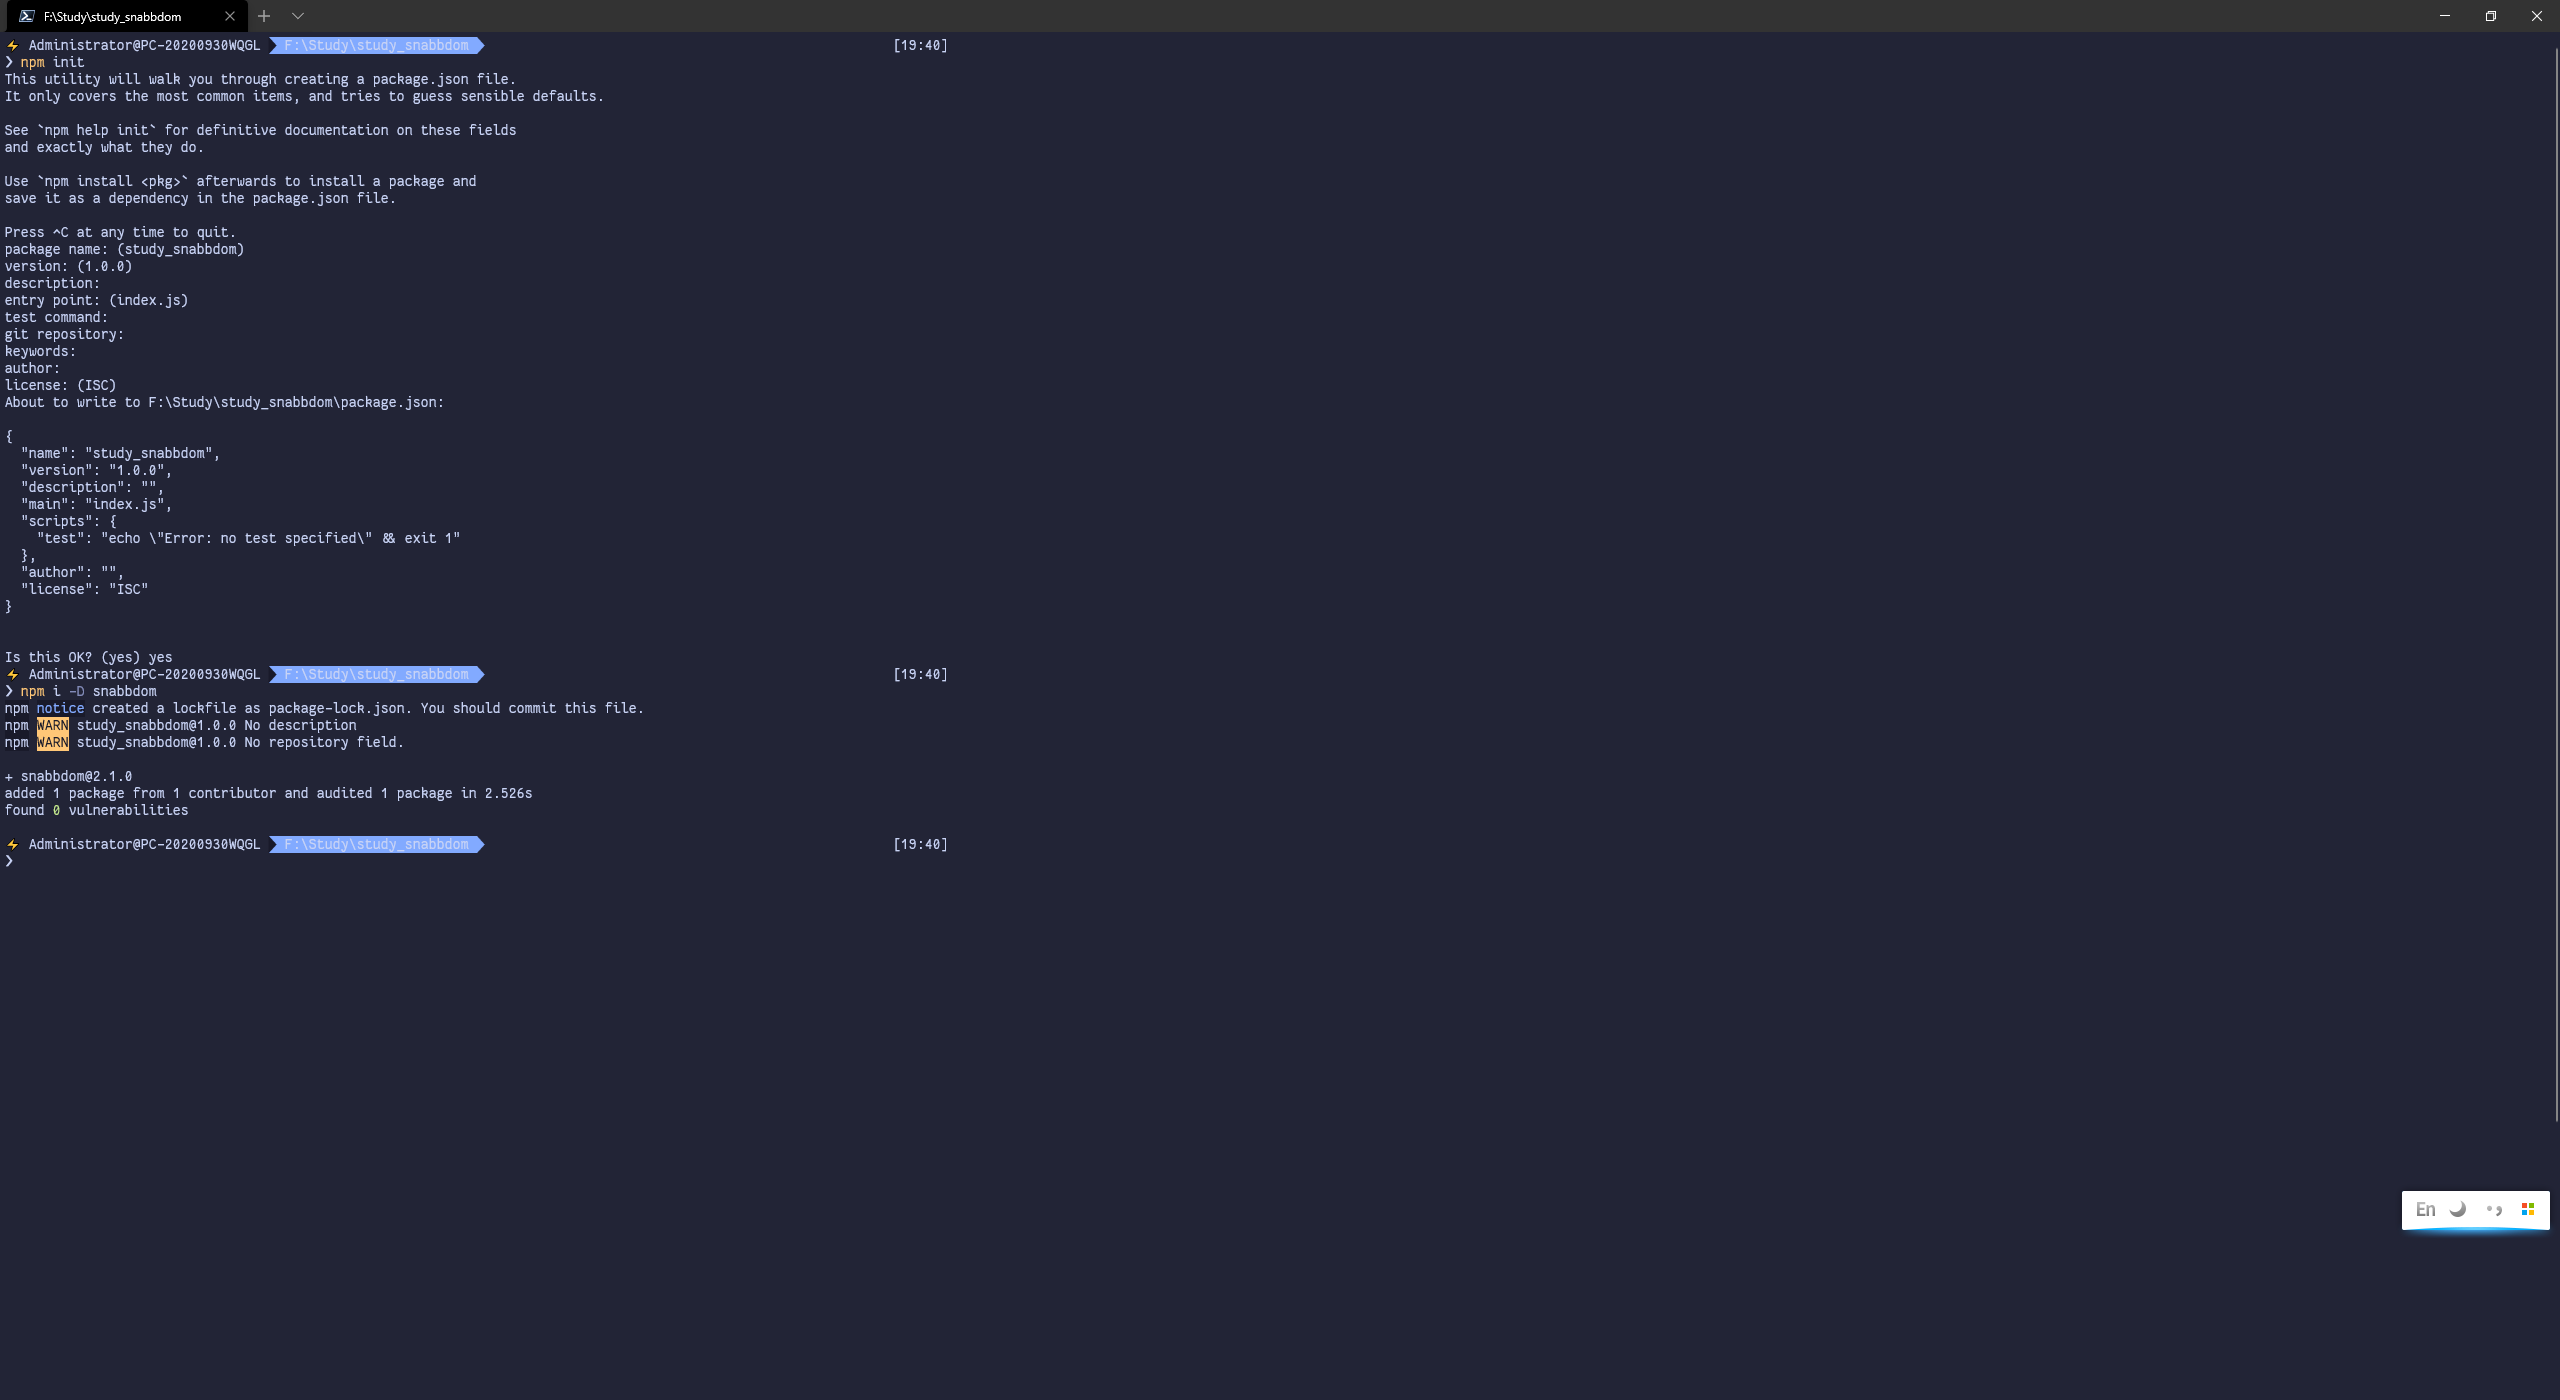 F:\Study\study_snabbdom
Administrator@PC-20200930WQGL F:\Study\study_snabbdom [19:40]
❯ npm init
This utility will walk you through creating a package.json file.
It only covers the most common items, and tries to guess sensible defaults.
See `npm help init` for definitive documentation on these fields
and exactly what they do.
Use `npm install <pkg>` afterwards to install a package and
save it as a dependency in the package.json file.
Press ^C at any time to quit.
package name: (study_snabbdom)
version: (1.0.0)
description:
entry point: (index.js)
test command:
git repository:
keywords:
author:
license: (ISC)
About to write to F:\Study\study_snabbdom\package.json:
{
  "name": "study_snabbdom",
  "version": "1.0.0",
  "description": "",
  "main": "index.js",
  "scripts": {
    "test": "echo \"Error: no test specified\" && exit 1"
  },
  "author": "",
  "license": "ISC"
}
Is this OK? (yes) yes
Administrator@PC-20200930WQGL F:\Study\study_snabbdom [19:40]
❯ npm i -D snabbdom
npm notice created a lockfile as package-lock.json. You should commit this file.
npm WARN study_snabbdom@1.0.0 No description
npm WARN study_snabbdom@1.0.0 No repository field.
+ snabbdom@2.1.0
added 1 package from 1 contributor and audited 1 package in 2.526s
found 0 vulnerabilities
Administrator@PC-20200930WQGL F:\Study\study_snabbdom [19:40]
❯
En